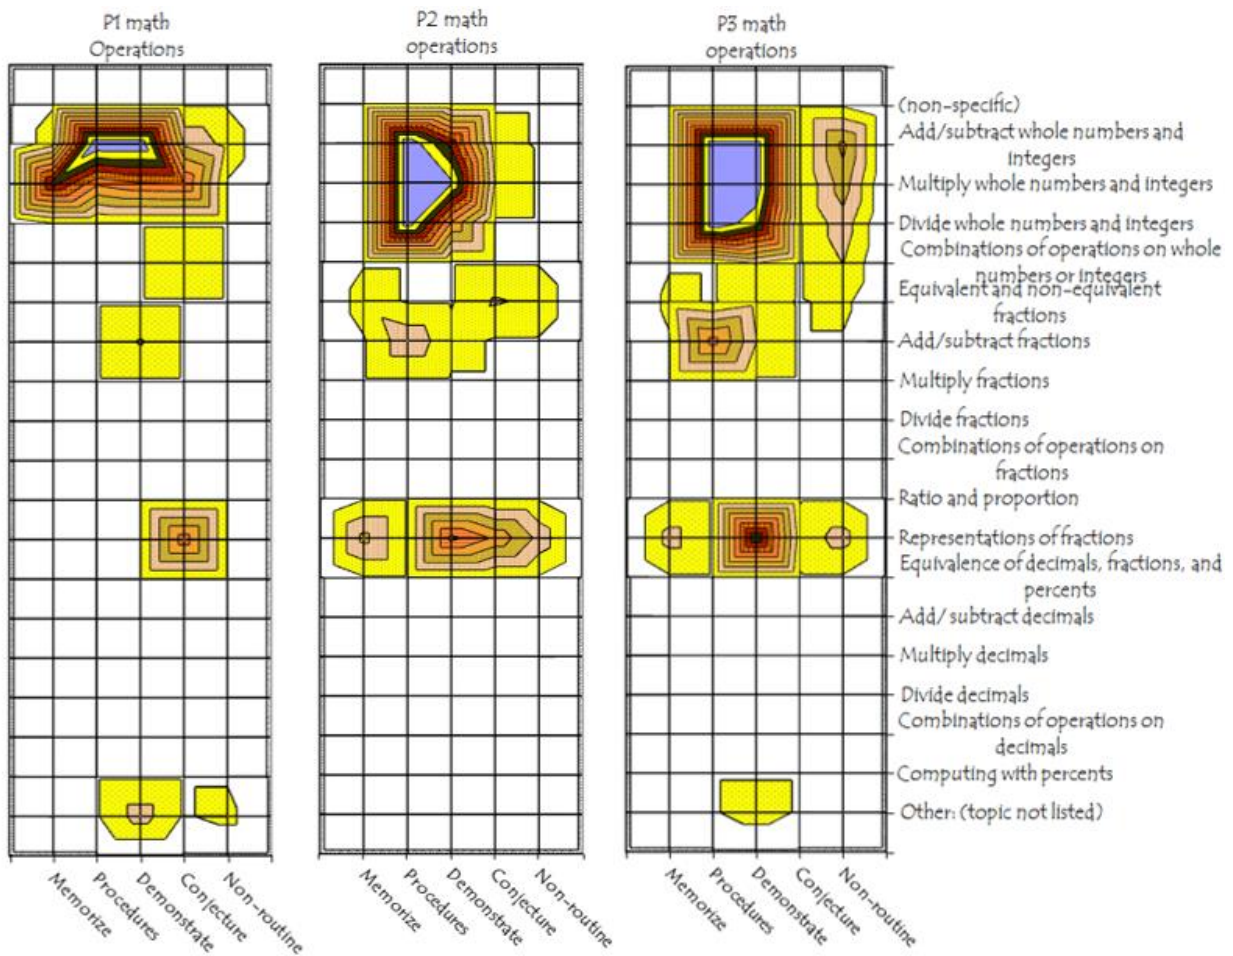 P1 math
Operations
P2 math
operations
P3 math
operations
(non-specific)
Add/subtract whole numbers and
integers
Multiply whole numbers and integers
Divide whole numbers and integers
Combinations of operations on whole
numbers or integers
Equivalent and non-equivalent
fractions
Add/subtract fractions
Multiply fractions
Divide fractions
Combinations of operations on
fractions
Ratio and proportion
Representations of fractions
Equivalence of decimals, fractions, and
percents
Add/ subtract decimals
Multiply decimals
Divide decimals
Combinations of operations on
decimals
Computing with percents
Other: (topic not listed)
Memorize
Procedures
Demonstrate
Conjecture
Non-routine
Memorize
Procedures
Demonstrate
Conjecture
Non-routine
Memorize
Procedures
Demonstrate
Conjecture
Non-routine